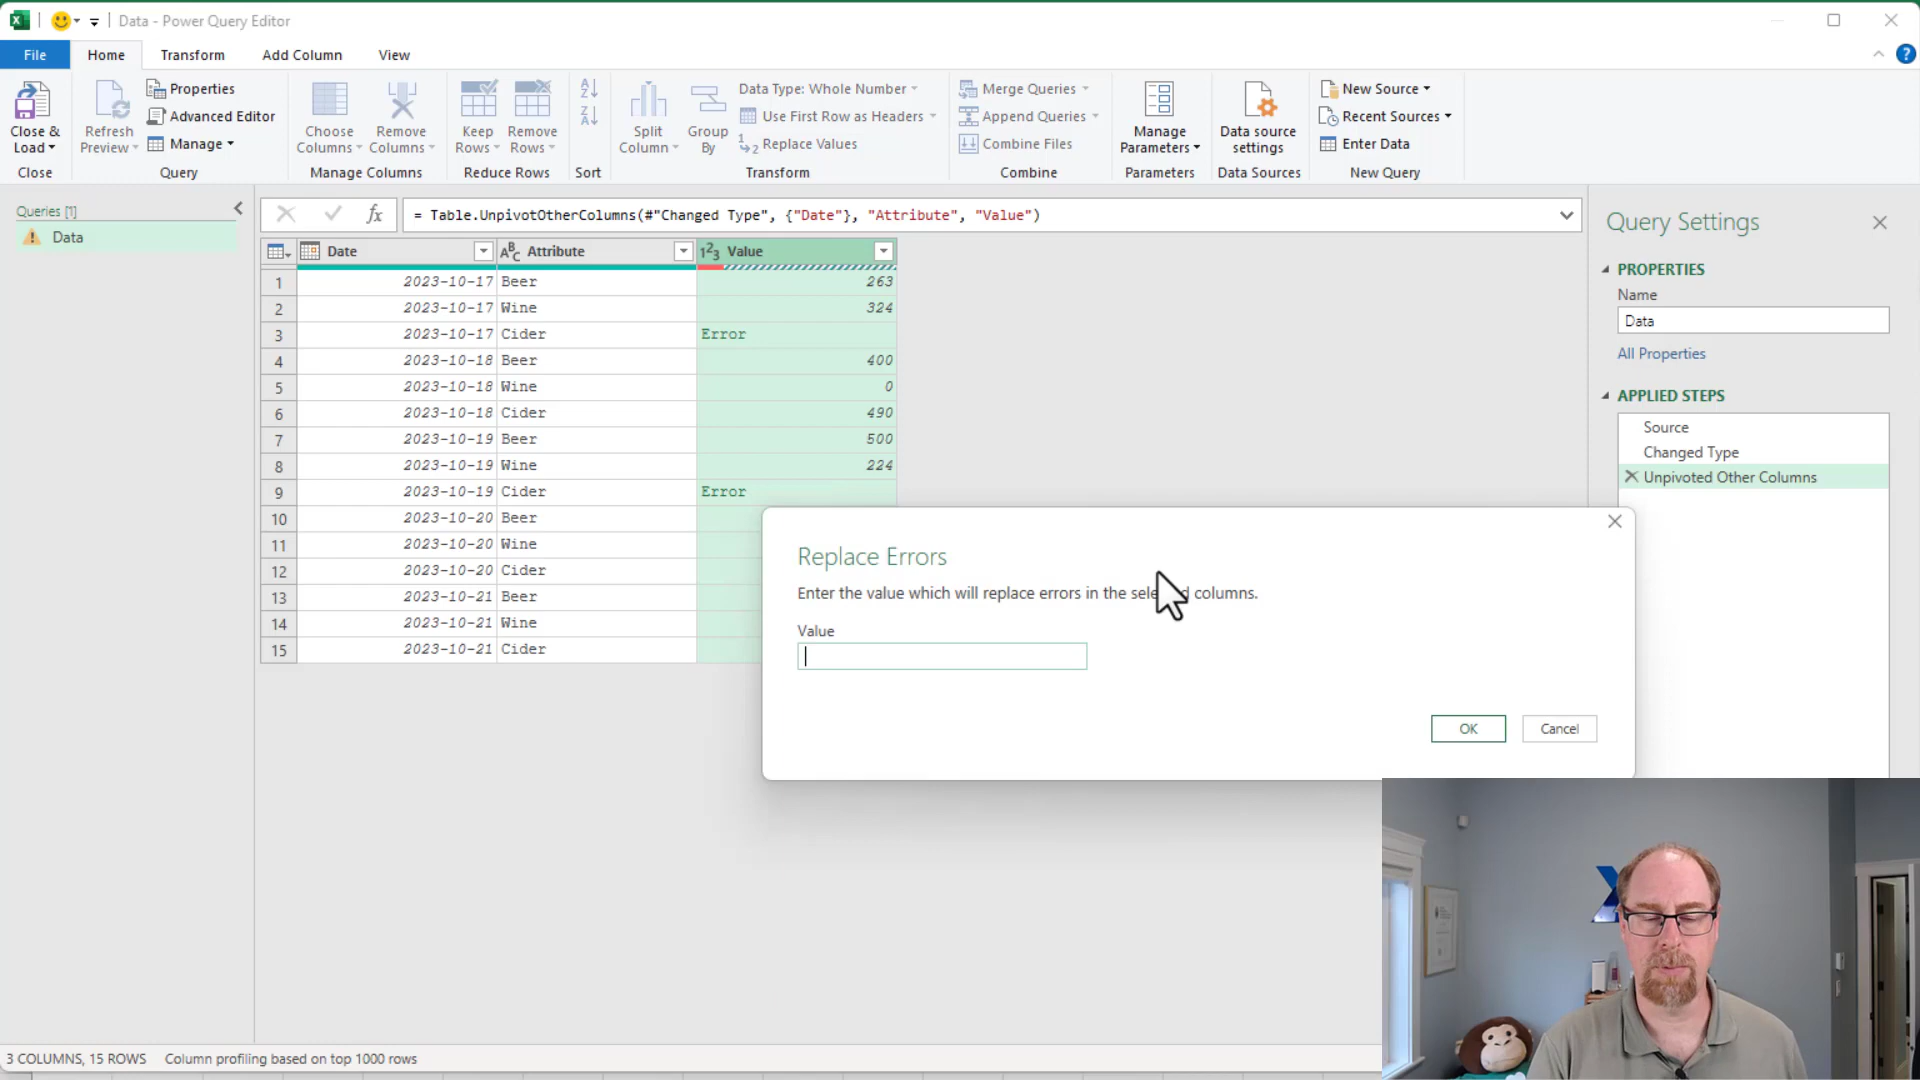 Data - Power Query Editor
File
Home
Transform
Add Column
View
Close &
Load
Close
Refresh
Preview
Properties
Advanced Editor
Manage
Query
Choose
Columns
Remove
Columns
Manage Columns
Keep
Rows
Remove
Rows
Reduce Rows
Sort
Split
Column
Group
By
Data Type: Whole Number
Use First Row as Headers
Replace Values
Transform
Merge Queries
Append Queries
Combine Files
Combine
Manage
Parameters
Parameters
Data source
settings
Data Sources
New Source
Recent Sources
Enter Data
New Query
Queries [1]
Data
fx
= Table.UnpivotOtherColumns(#"Changed Type", {"Date"}, "Attribute", "Value")
Date ABC Attribute 123 Value
1 2023-10-17 Beer 263
2 2023-10-17 Wine 324
3 2023-10-17 Cider Error
4 2023-10-18 Beer 400
5 2023-10-18 Wine 0
6 2023-10-18 Cider 490
7 2023-10-19 Beer 500
8 2023-10-19 Wine 224
9 2023-10-19 Cider Error
10 2023-10-20 Beer
11 2023-10-20 Wine
12 2023-10-20 Cider
13 2023-10-21 Beer
14 2023-10-21 Wine
15 2023-10-21 Cider
Replace Errors
Enter the value which will replace errors in the columns.
Value
OK
Cancel
Query Settings
PROPERTIES
Name
Data
All Properties
APPLIED STEPS
Source
Changed Type
Unpivoted Other Columns
3 COLUMNS, 15 ROWS
Column profiling based on top 1000 rows